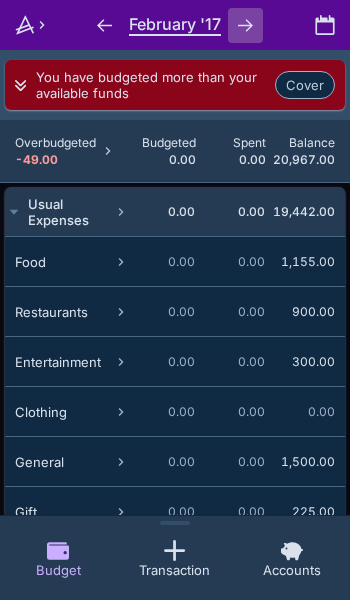 February '17
You have budgeted more than your
available funds
Cover
Overbudgeted Budgeted Spent Balance
-49.00 0.00 0.00 20,967.00
Usual
Expenses 0.00 0.00 19,442.00
Food 0.00 0.00 1,155.00
Restaurants 0.00 0.00 900.00
Entertainment 0.00 0.00 300.00
Clothing 0.00 0.00 0.00
General 0.00 0.00 1,500.00
Gift 0.00 0.00 225.00
Budget Transaction Accounts